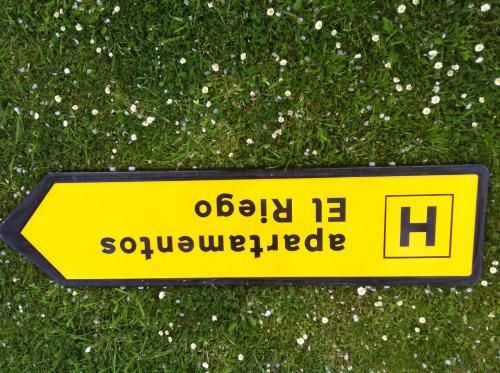 H
apartamentos
El Riego